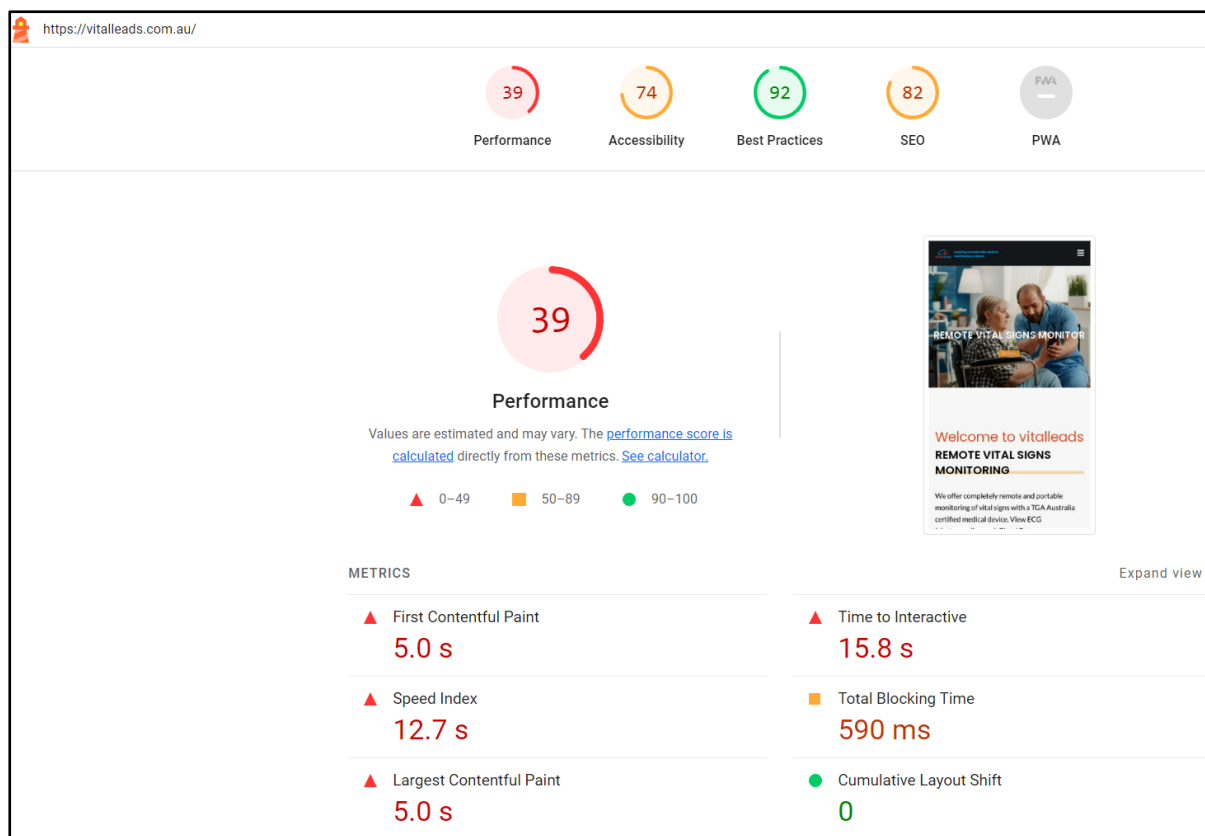 https://vitalleads.com.au/
39
74
92
82
PWA
Performance
Accessibility
Best Practices
SEO
PWA
39
Performance
Values are estimated and may vary. The performance score is
calculated directly from these metrics. See calculator.
0–49
50–89
90–100
REMOTE VITAL SIGNS MONITOR
Welcome to vitalleads
REMOTE VITAL SIGNS
MONITORING
We offer completely remote and portable
monitoring of vital signs with a TGA Australia
certified medical device. View ECG
METRICS
Expand view
First Contentful Paint
5.0 s
Time to Interactive
15.8 s
Speed Index
12.7 s
Total Blocking Time
590 ms
Largest Contentful Paint
5.0 s
Cumulative Layout Shift
0